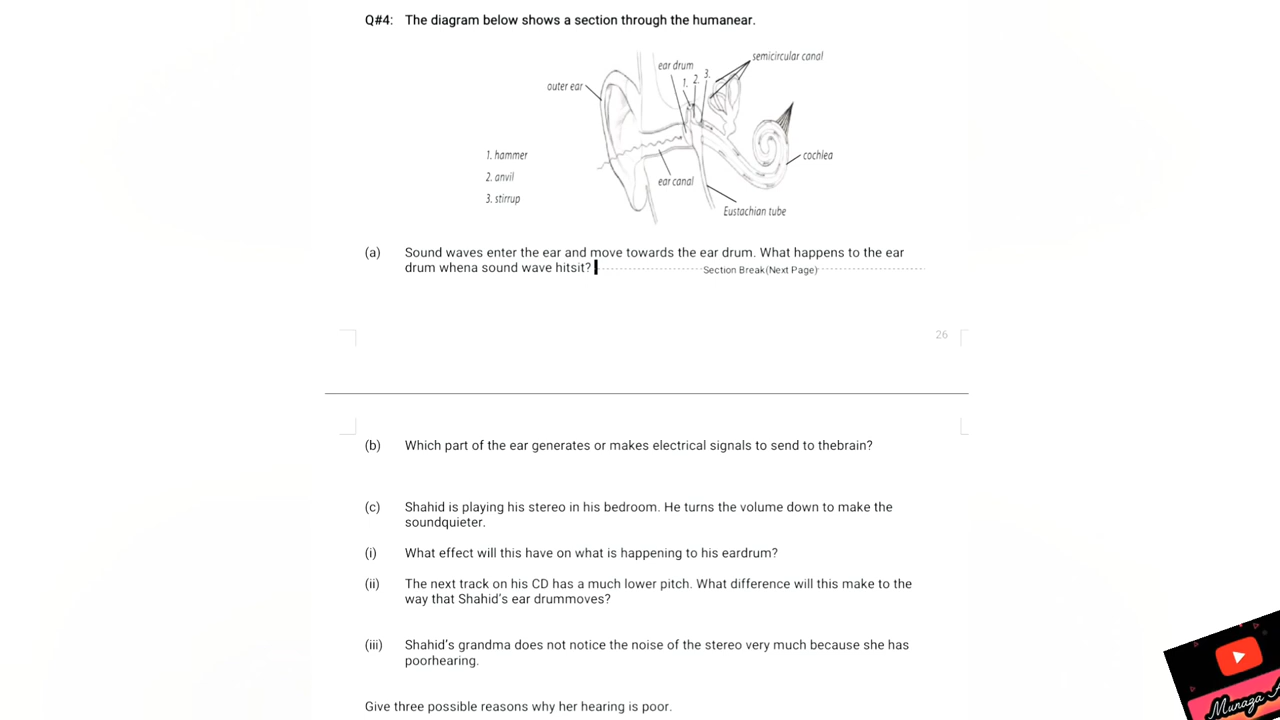 Q#4: The diagram below shows a section through the humanear.
semicircular canal
ear drum
1. 2. 3.
outer ear
1. hammer
cochlea
2. anvil
ear canal
3. stirrup
Eustachian tube
(a) Sound waves enter the ear and move towards the ear drum. What happens to the ear
drum whena sound wave hitsit?
Section Break(Next Page)
26
(b) Which part of the ear generates or makes electrical signals to send to thebrain?
(c) Shahid is playing his stereo in his bedroom. He turns the volume down to make the
soundquieter.
(i) What effect will this have on what is happening to his eardrum?
(ii) The next track on his CD has a much lower pitch. What difference will this make to the
way that Shahid's ear drummoves?
(iii) Shahid's grandma does not notice the noise of the stereo very much because she has
poorhearing.
Give three possible reasons why her hearing is poor.
Munaza